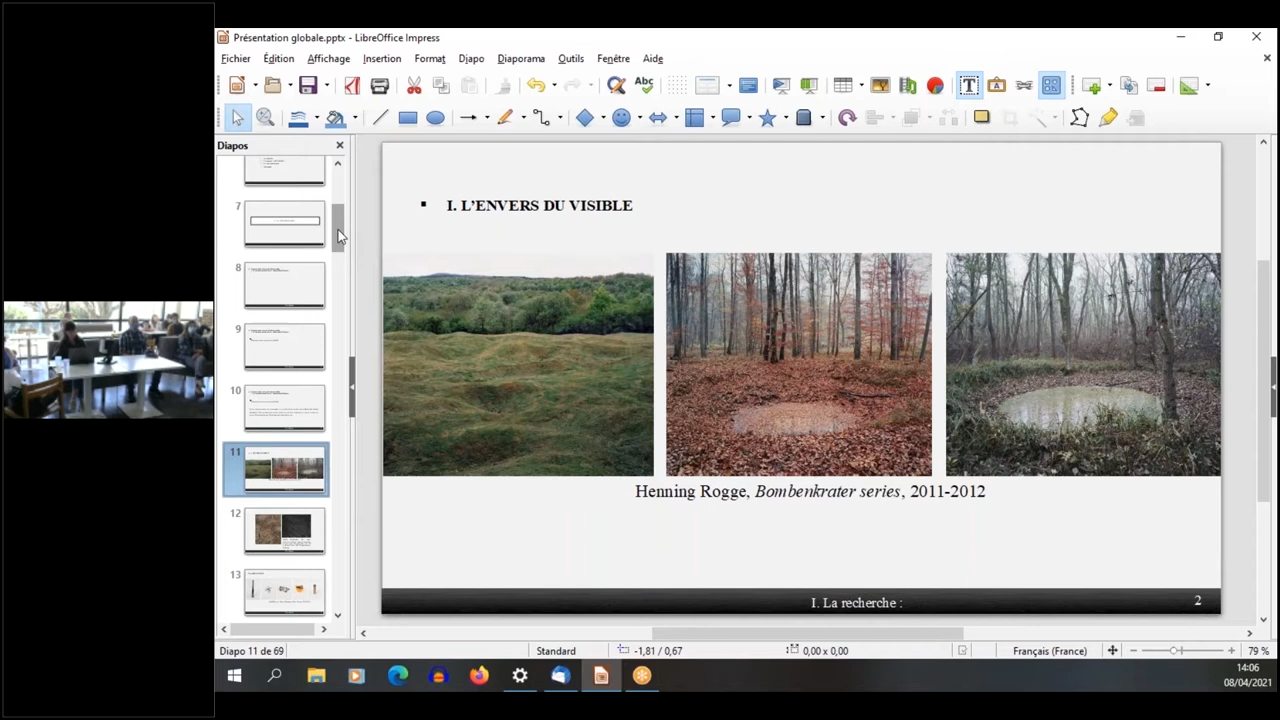 Présentation globale.pptx - LibreOffice Impress
Fichier Édition Affichage Insertion Format Diapo Diaporama Outils Fenêtre Aide
Abc
Diapos
7
8
9
10
11
12
13
▪ I. L'ENVERS DU VISIBLE
Henning Rogge, Bombenkrater series, 2011-2012
I. La recherche :
2
Diapo 11 de 69
Standard
-1,81 / 0,67
0,00 x 0,00
Français (France)
79 %
14:06
08/04/2021